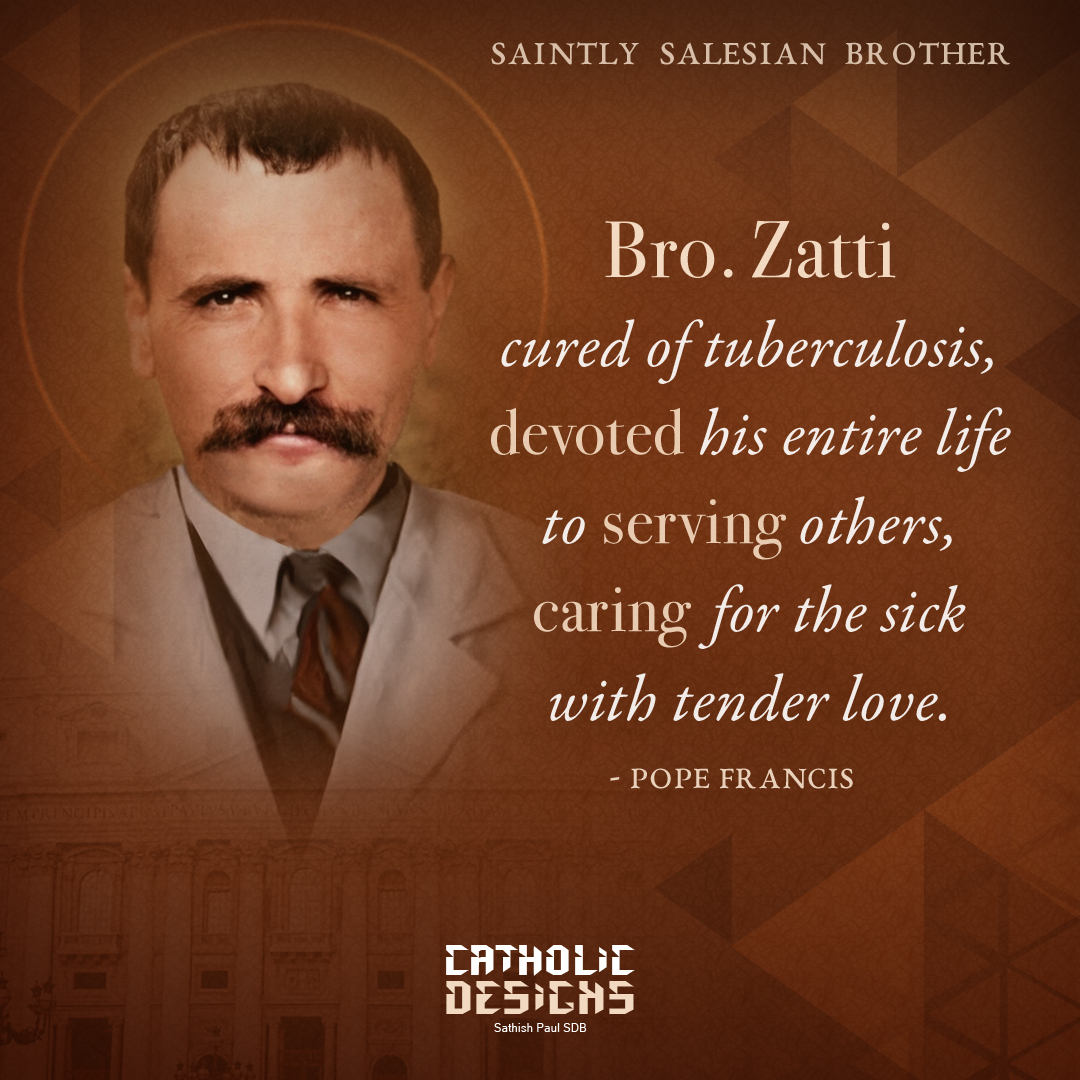 SAINTLY SALESIAN BROTHER
Bro. Zatti
cured of tuberculosis,
devoted his entire life
to serving others,
caring for the sick
with tender love.
- POPE FRANCIS
CATHOLIC
DESIGNS
Sathish Paul SDB